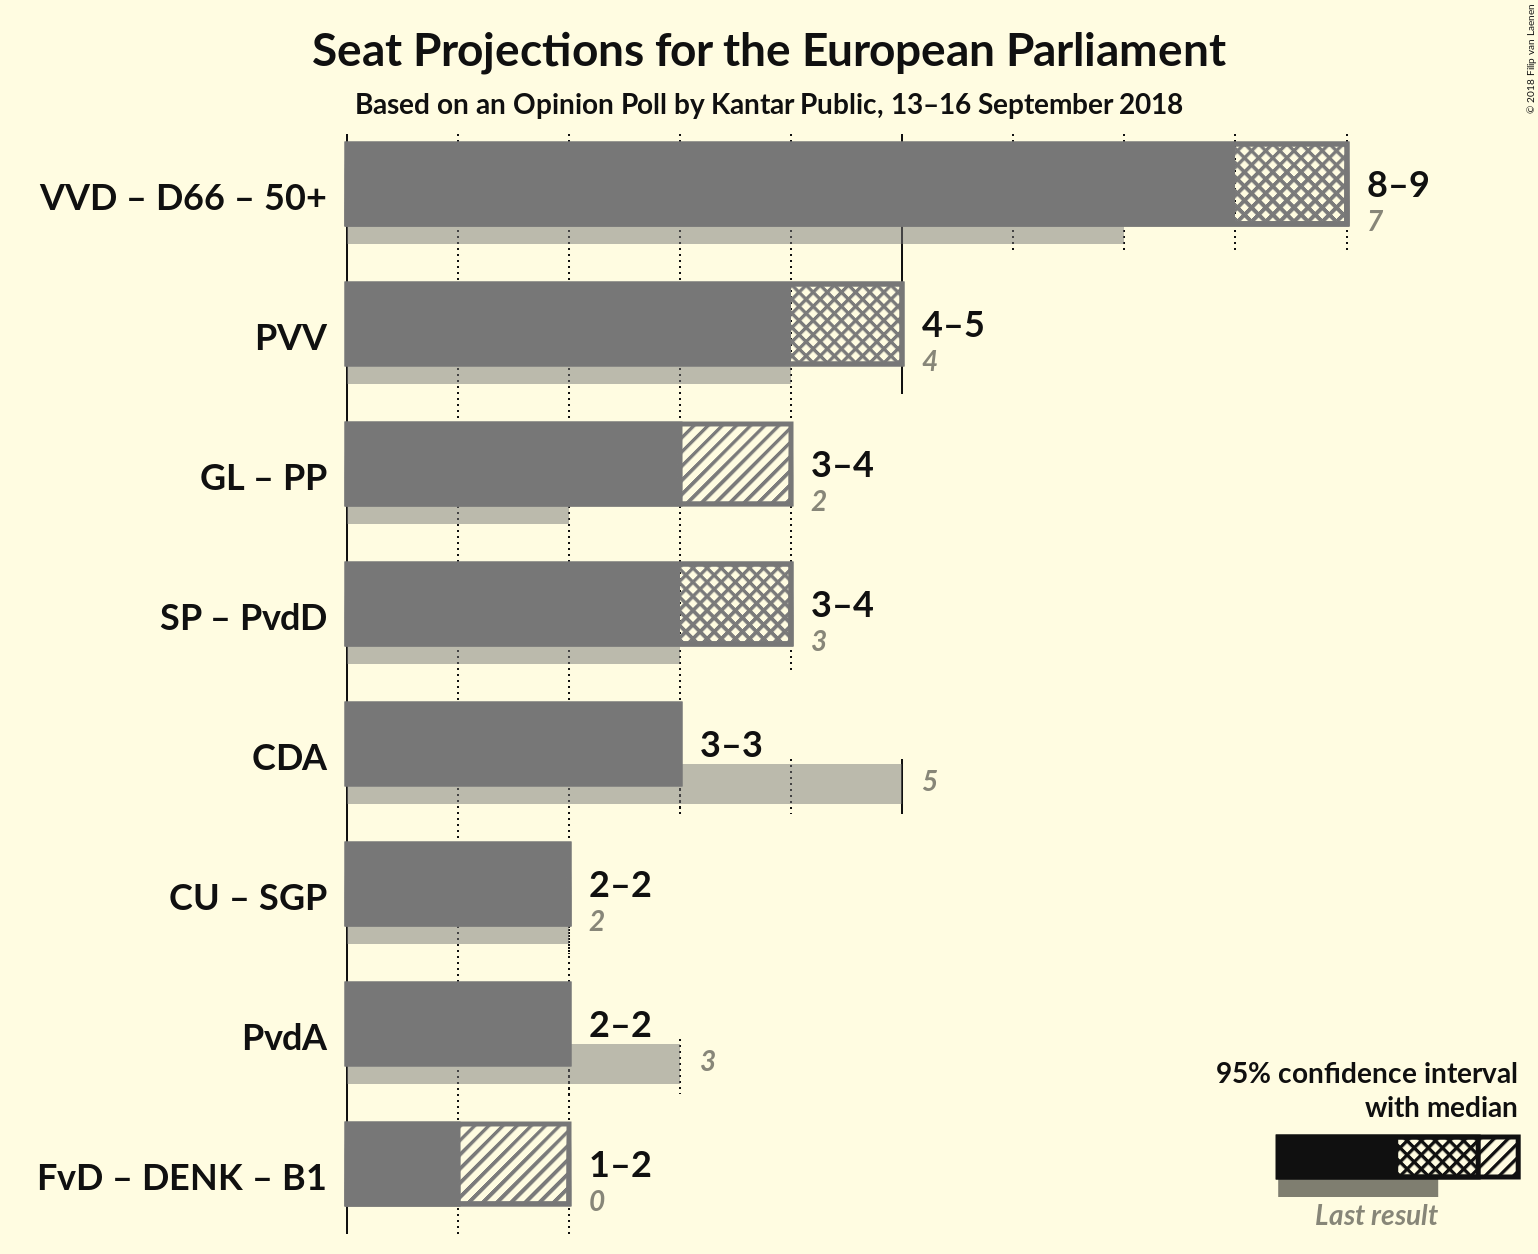 Seat Projections for the European Parliament
Based on an Opinion Poll by Kantar Public, 13–16 September 2018
© 2018 Filip van Laenen
VVD – D66 – 50+
8–9
7
PVV
4–5
4
GL – PP
3–4
2
SP – PvdD
3–4
3
CDA
3–3
5
CU – SGP
2–2
2
PvdA
2–2
3
FvD – DENK – B1
1–2
0
95% confidence interval
with median
Last result